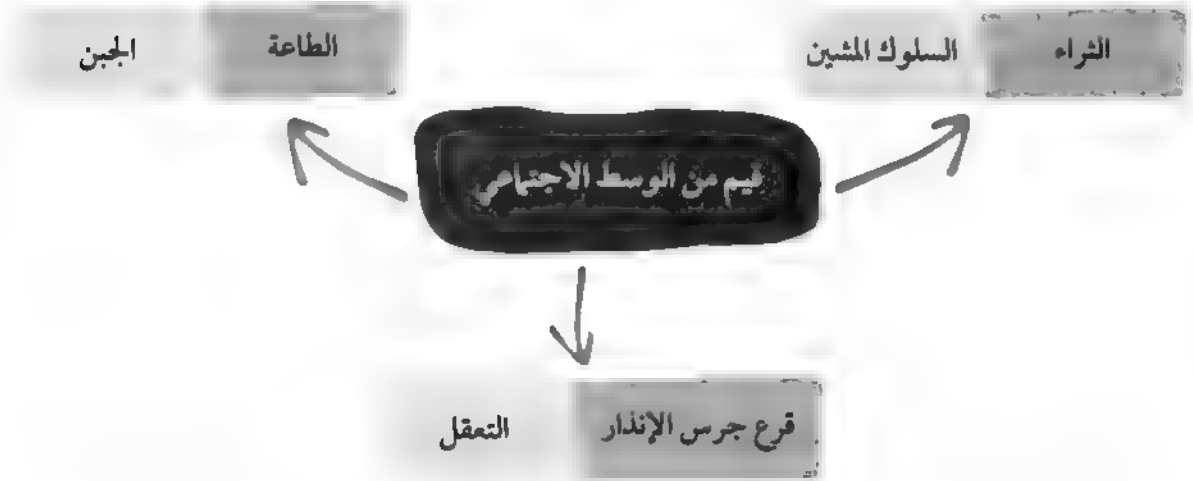 الثراء
السلوك المشين
الطاعة
الجبن
قيم من الوسط الاجتماعي
قرع جرس الإنذار
التعقل